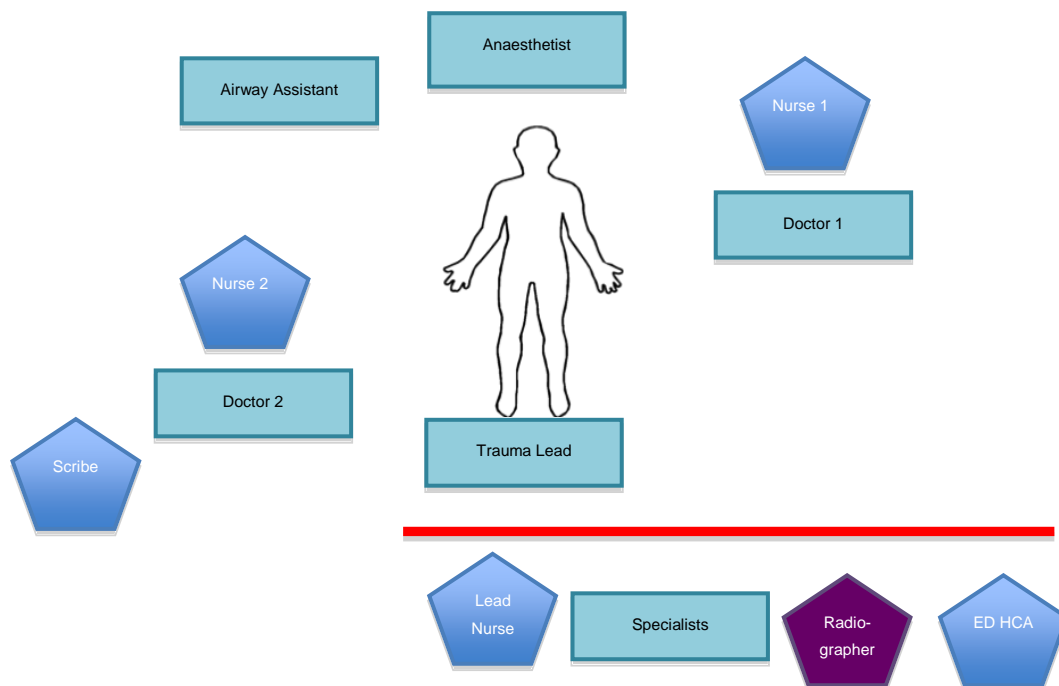 Anaesthetist
Airway Assistant
Nurse 1
Doctor 1
Nurse 2
Doctor 2
Scribe
Trauma Lead
Lead
Nurse
Specialists
Radio-
grapher
ED HCA